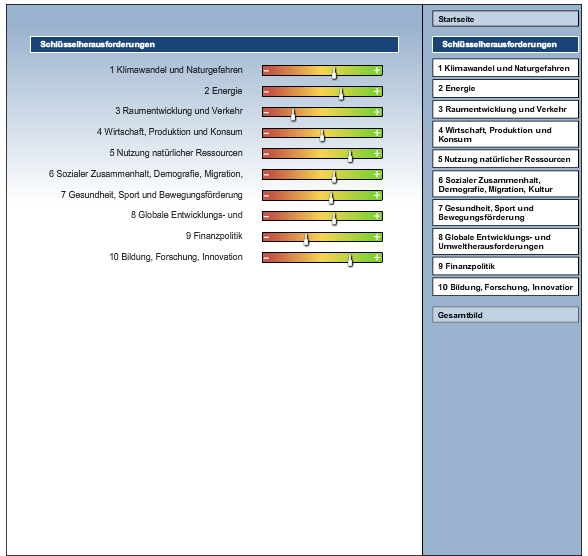 Startseite
Schlüsselherausforderungen
1 Klimawandel und Naturgefahren
2 Energie
3 Raumentwicklung und Verkehr
4 Wirtschaft, Produktion und Konsum
5 Nutzung natürlicher Ressourcen
6 Sozialer Zusammenhalt, Demografie, Migration,
7 Gesundheit, Sport und Bewegungsförderung
8 Globale Entwicklungs- und
9 Finanzpolitik
10 Bildung, Forschung, Innovation
Schlüsselherausforderungen
1 Klimawandel und Naturgefahren
2 Energie
3 Raumentwicklung und Verkehr
4 Wirtschaft, Produktion und
Konsum
5 Nutzung natürlicher Ressourcen
6 Sozialer Zusammenhalt,
Demografie, Migration, Kultur
7 Gesundheit, Sport und
Bewegungsförderung
8 Globale Entwicklungs- und
Umweltherausforderungen
9 Finanzpolitik
10 Bildung, Forschung, Innovation
Gesamtbild